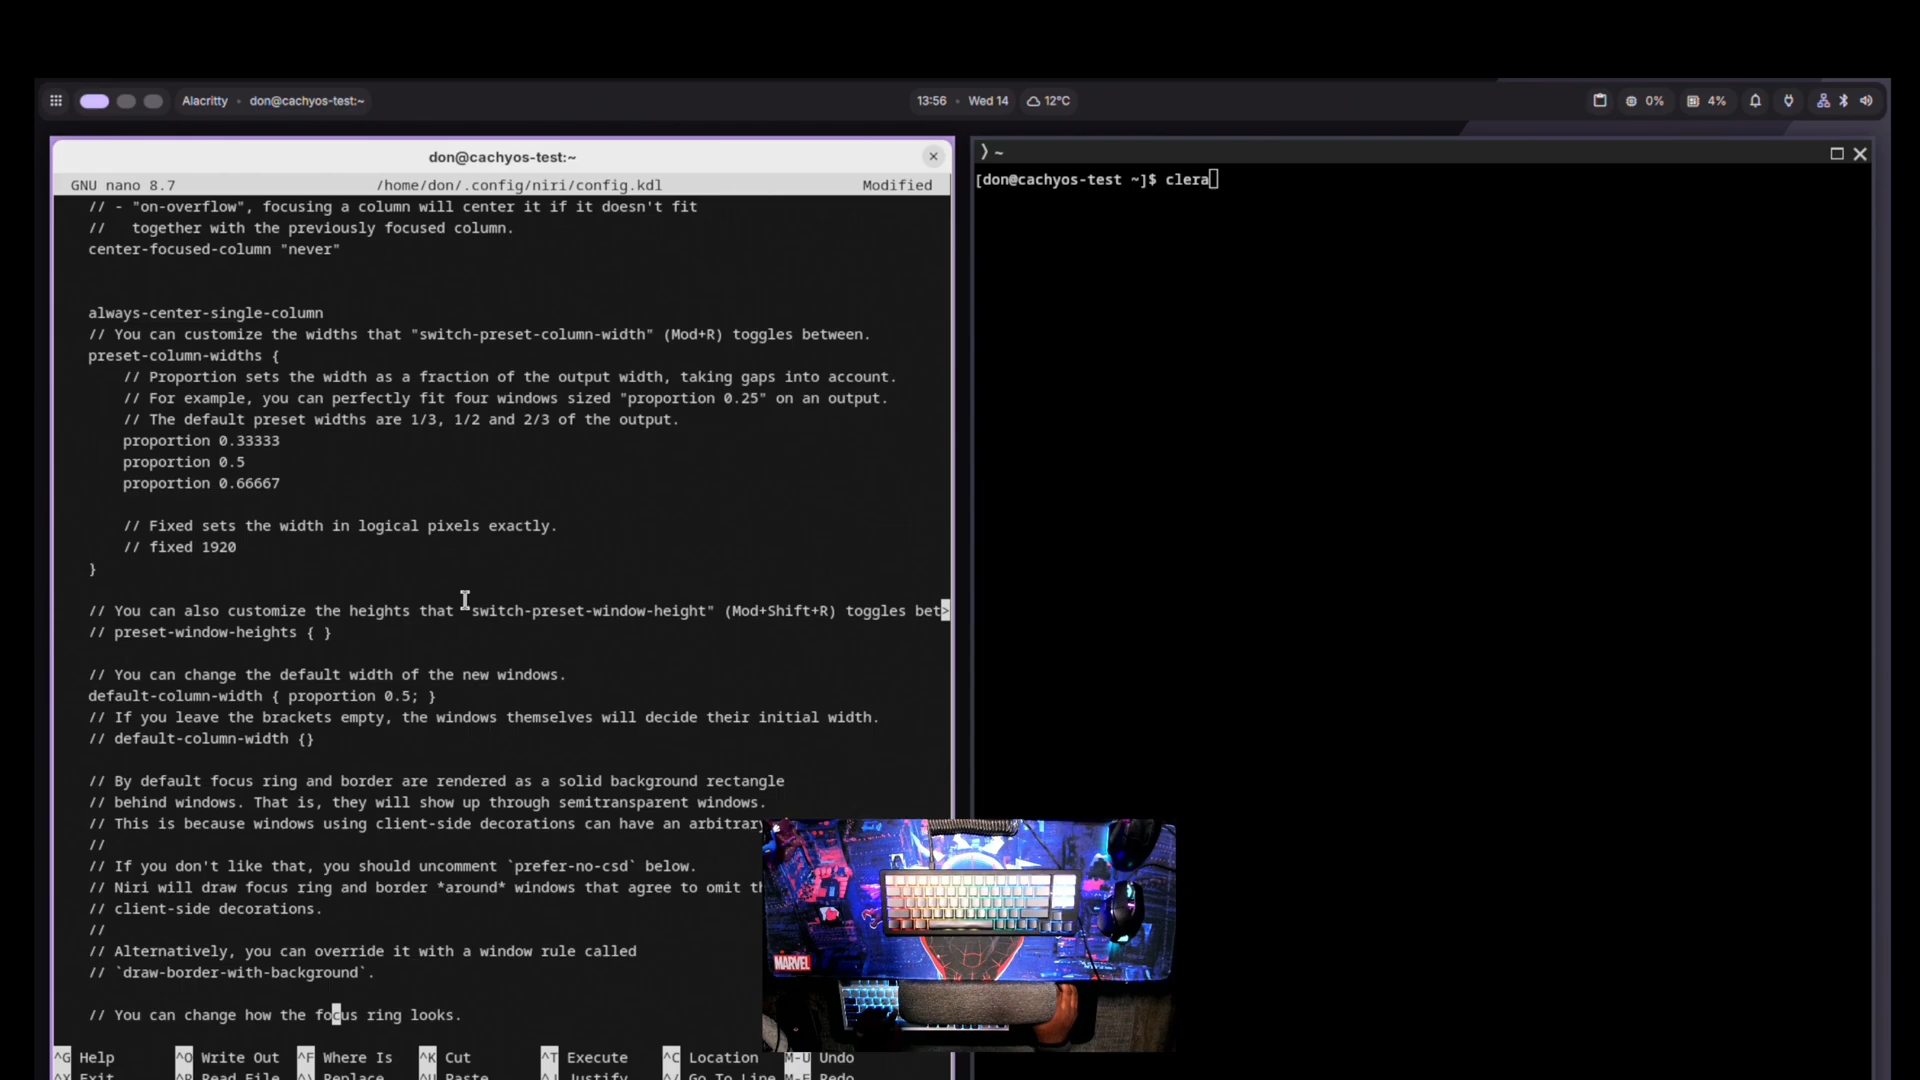 Alacritty • don@cachyos-test:~
13:56 • Wed 14
12°C
0%
4%
don@cachyos-test:~
GNU nano 8.7 /home/don/.config/niri/config.kdl Modified
// - "on-overflow", focusing a column will center it if it doesn't fit
//   together with the previously focused column.
center-focused-column "never"
always-center-single-column
// You can customize the widths that "switch-preset-column-width" (Mod+R) toggles between.
preset-column-widths {
// Proportion sets the width as a fraction of the output width, taking gaps into account.
// For example, you can perfectly fit four windows sized "proportion 0.25" on an output.
// The default preset widths are 1/3, 1/2 and 2/3 of the output.
proportion 0.33333
proportion 0.5
proportion 0.66667
// Fixed sets the width in logical pixels exactly.
// fixed 1920
}
// You can also customize the heights that "switch-preset-window-height" (Mod+Shift+R) toggles bet>
// preset-window-heights { }
// You can change the default width of the new windows.
default-column-width { proportion 0.5; }
// If you leave the brackets empty, the windows themselves will decide their initial width.
// default-column-width {}
// By default focus ring and border are rendered as a solid background rectangle
// behind windows. That is, they will show up through semitransparent windows.
// This is because windows using client-side decorations can have an arbitrary
//
// If you don't like that, you should uncomment `prefer-no-csd` below.
// Niri will draw focus ring and border *around* windows that agree to omit th
// client-side decorations.
//
// Alternatively, you can override it with a window rule called
// `draw-border-with-background`.
// You can change how the focus ring looks.
^G Help ^O Write Out ^F Where Is ^K Cut ^T Execute ^C Location M-U Undo
^X Exit ^R Read File ^\ Replace ^U Paste ^J Justify ^/ Go To Line M-E Redo
❭ ~
[don@cachyos-test ~]$ clera
MARVEL